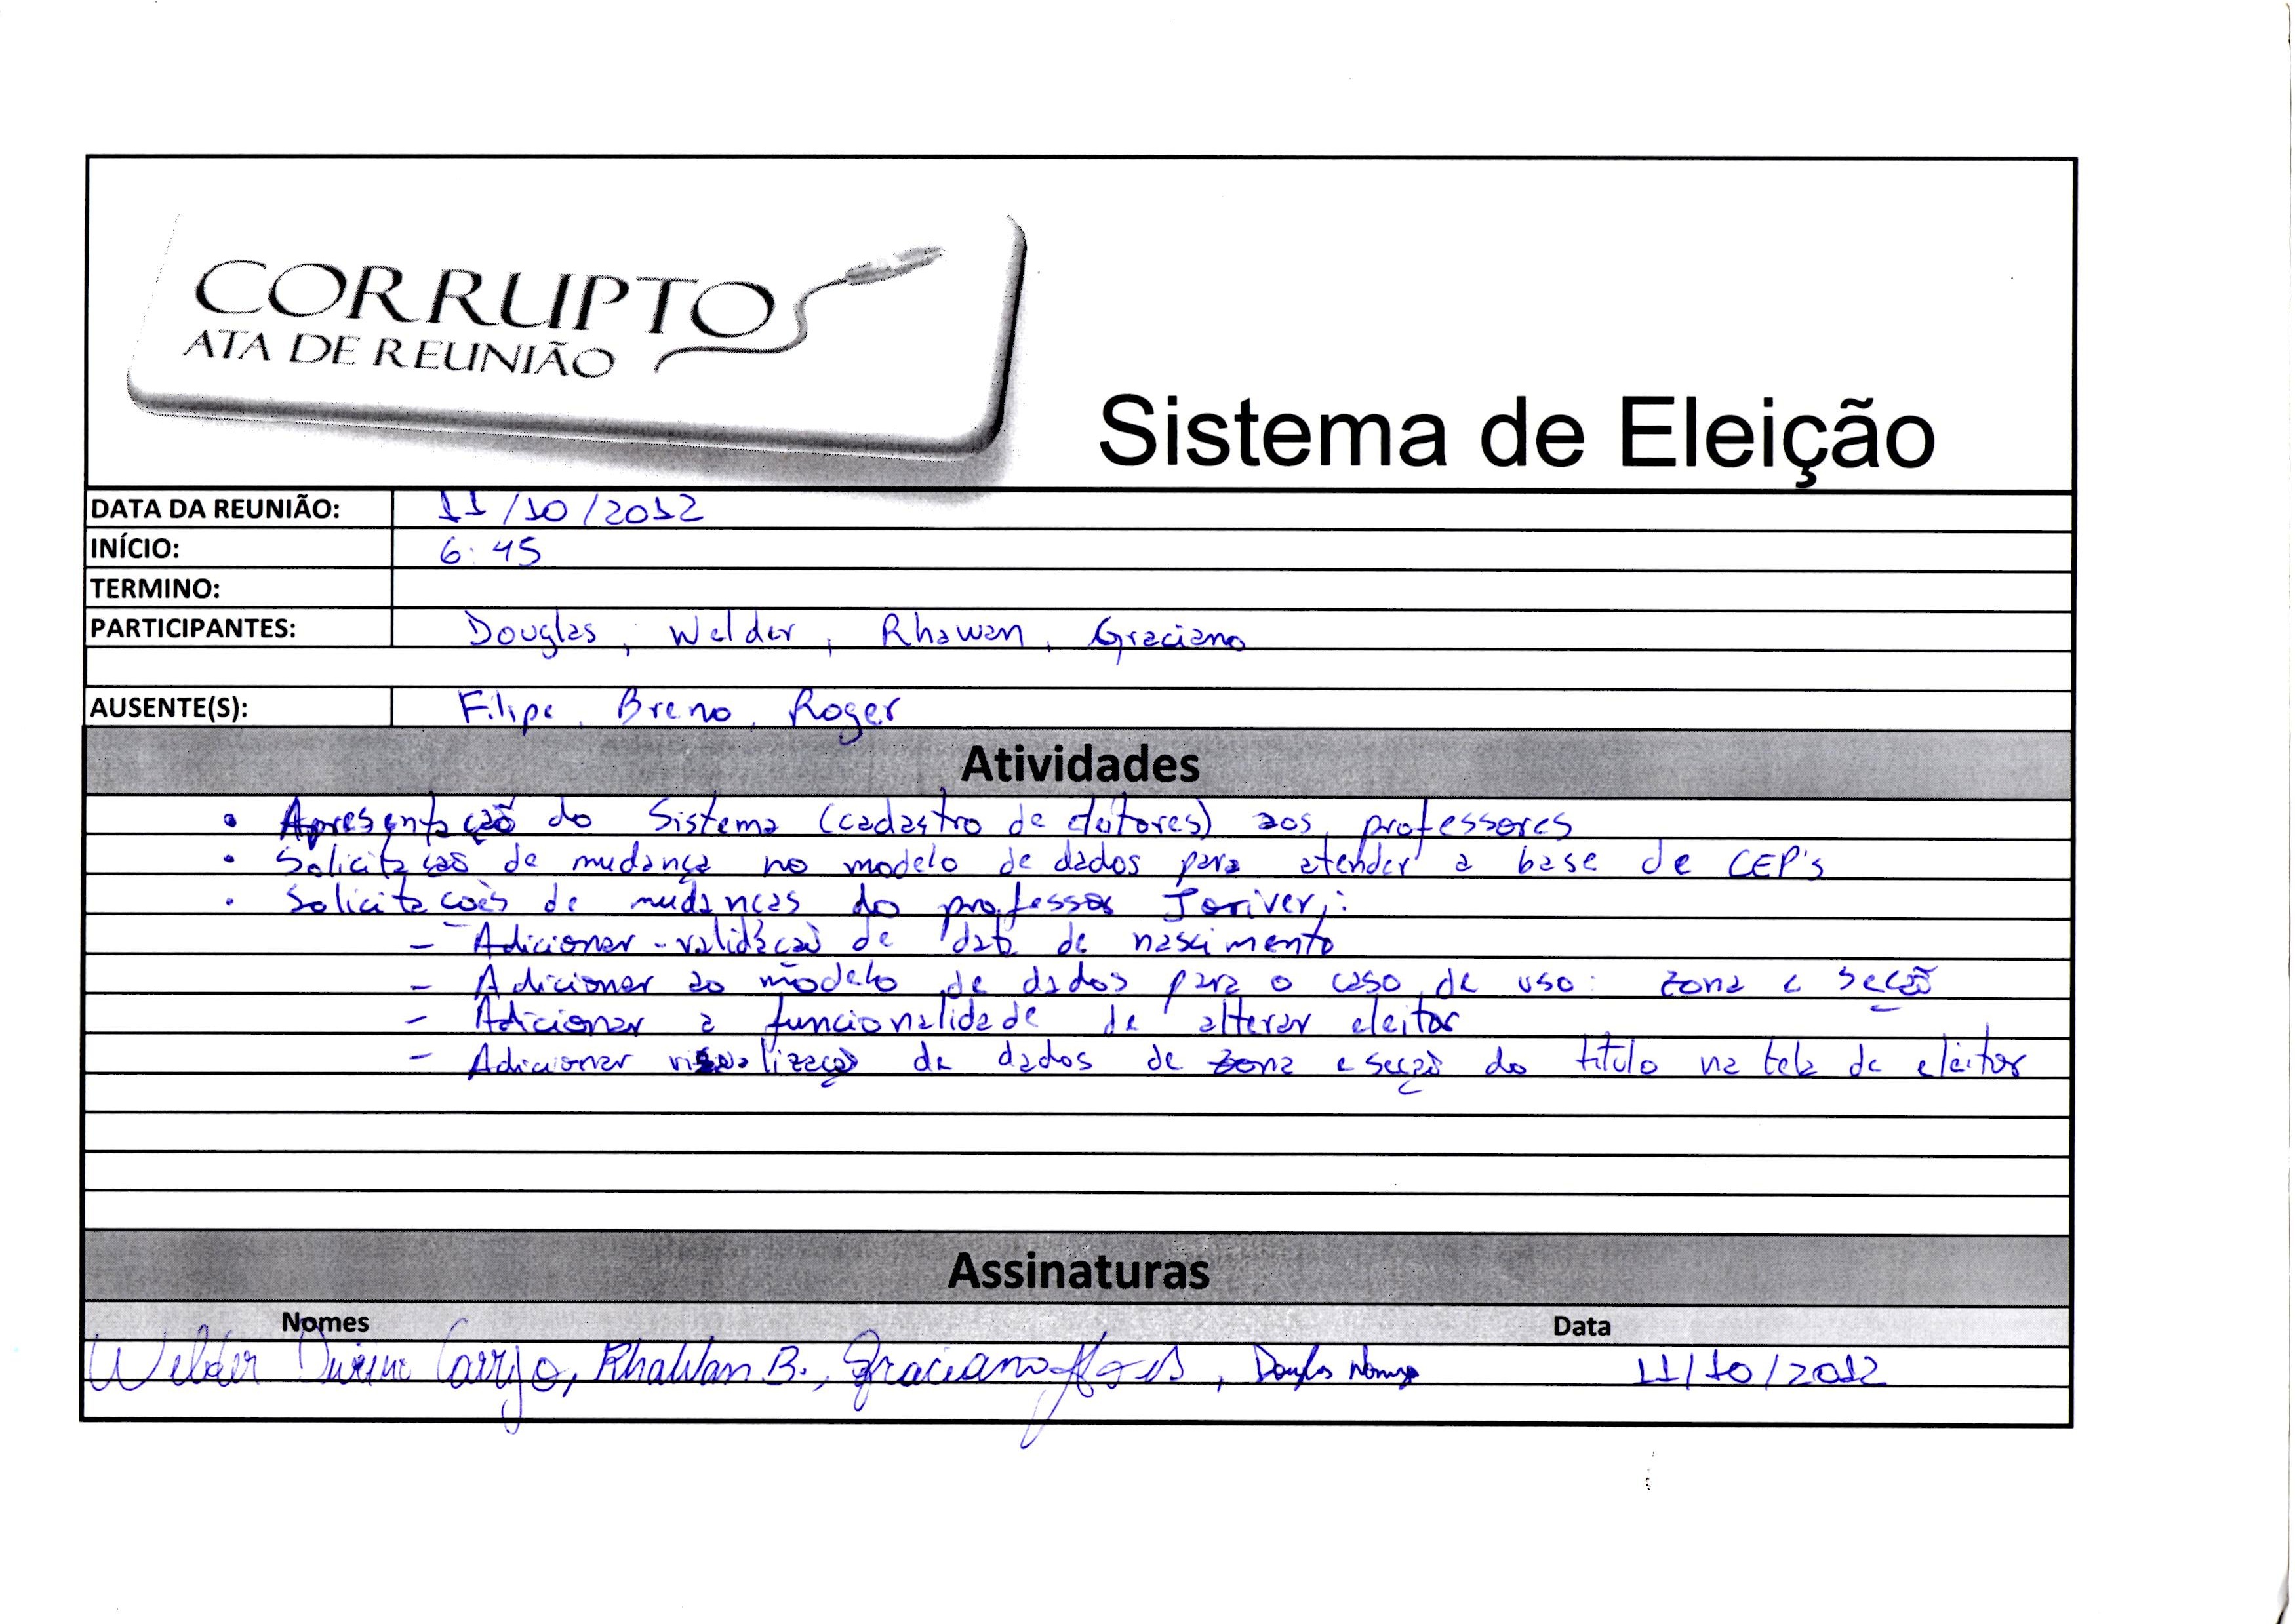 CORRUPTO
ATA DE REUNIÃO
Sistema de Eleição
DATA DA REUNIÃO: 11/10/2012
INÍCIO: 6:45
TERMINO:
PARTICIPANTES: Douglas, Welder, Rhawan, Graciano
AUSENTE(S): Filipe, Breno, Roger
Atividades
• Apresentação do Sistema (cadastro de eleitores) aos professores
• Solicitação de mudança no modelo de dados para atender a base de CEP's
• Solicitações de mudanças do professor Joriver:
- Adicionar validação de data de nascimento
- Adicionar ao modelo de dados para o caso de uso: zona e seção
- Adicionar a funcionalidade de alterar eleitor
- Adicionar visualização de dados de zona e seção do título na tela de eleitor
Assinaturas
Nomes Data
Welder Carrijo, Rhawan B., Graciano, Douglas 11/10/2012